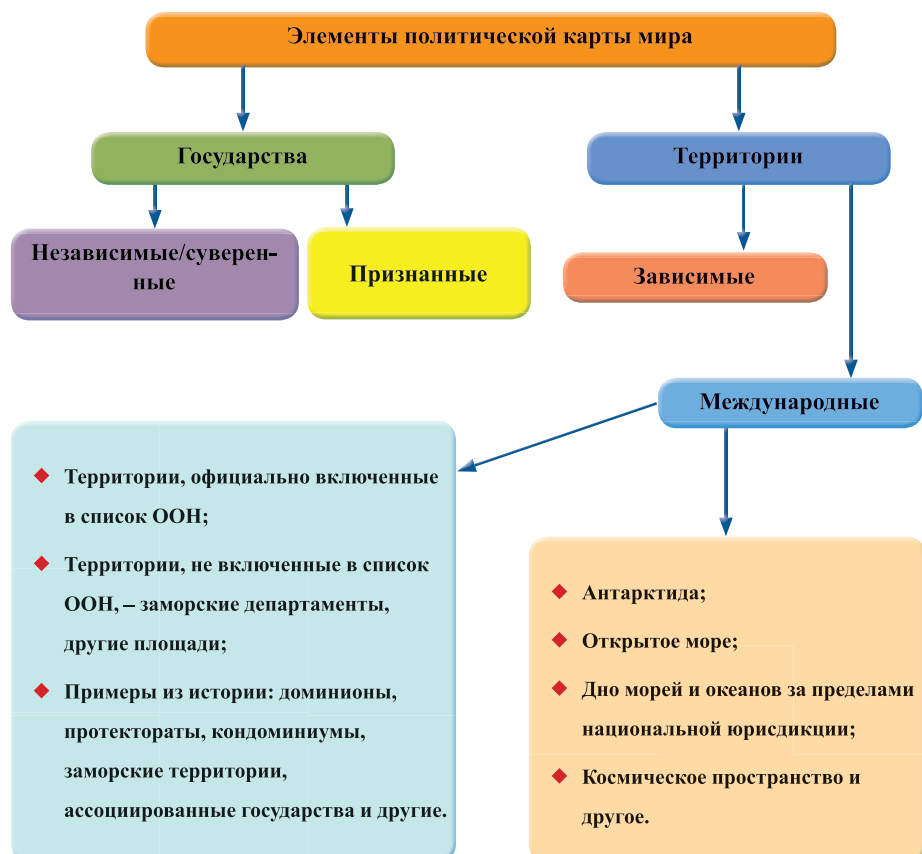 Элементы политической карты мира
Государства
Территории
Независимые/суверен-
ные
Признанные
Зависимые
Международные
Территории, официально включенные
в список ООН;
Территории, не включенные в список
ООН, – заморские департаменты,
другие площади;
Примеры из истории: доминионы,
протектораты, кондоминиумы,
заморские территории,
ассоциированные государства и другие.
Антарктида;
Открытое море;
Дно морей и океанов за пределами
национальной юрисдикции;
Космическое пространство и
другое.